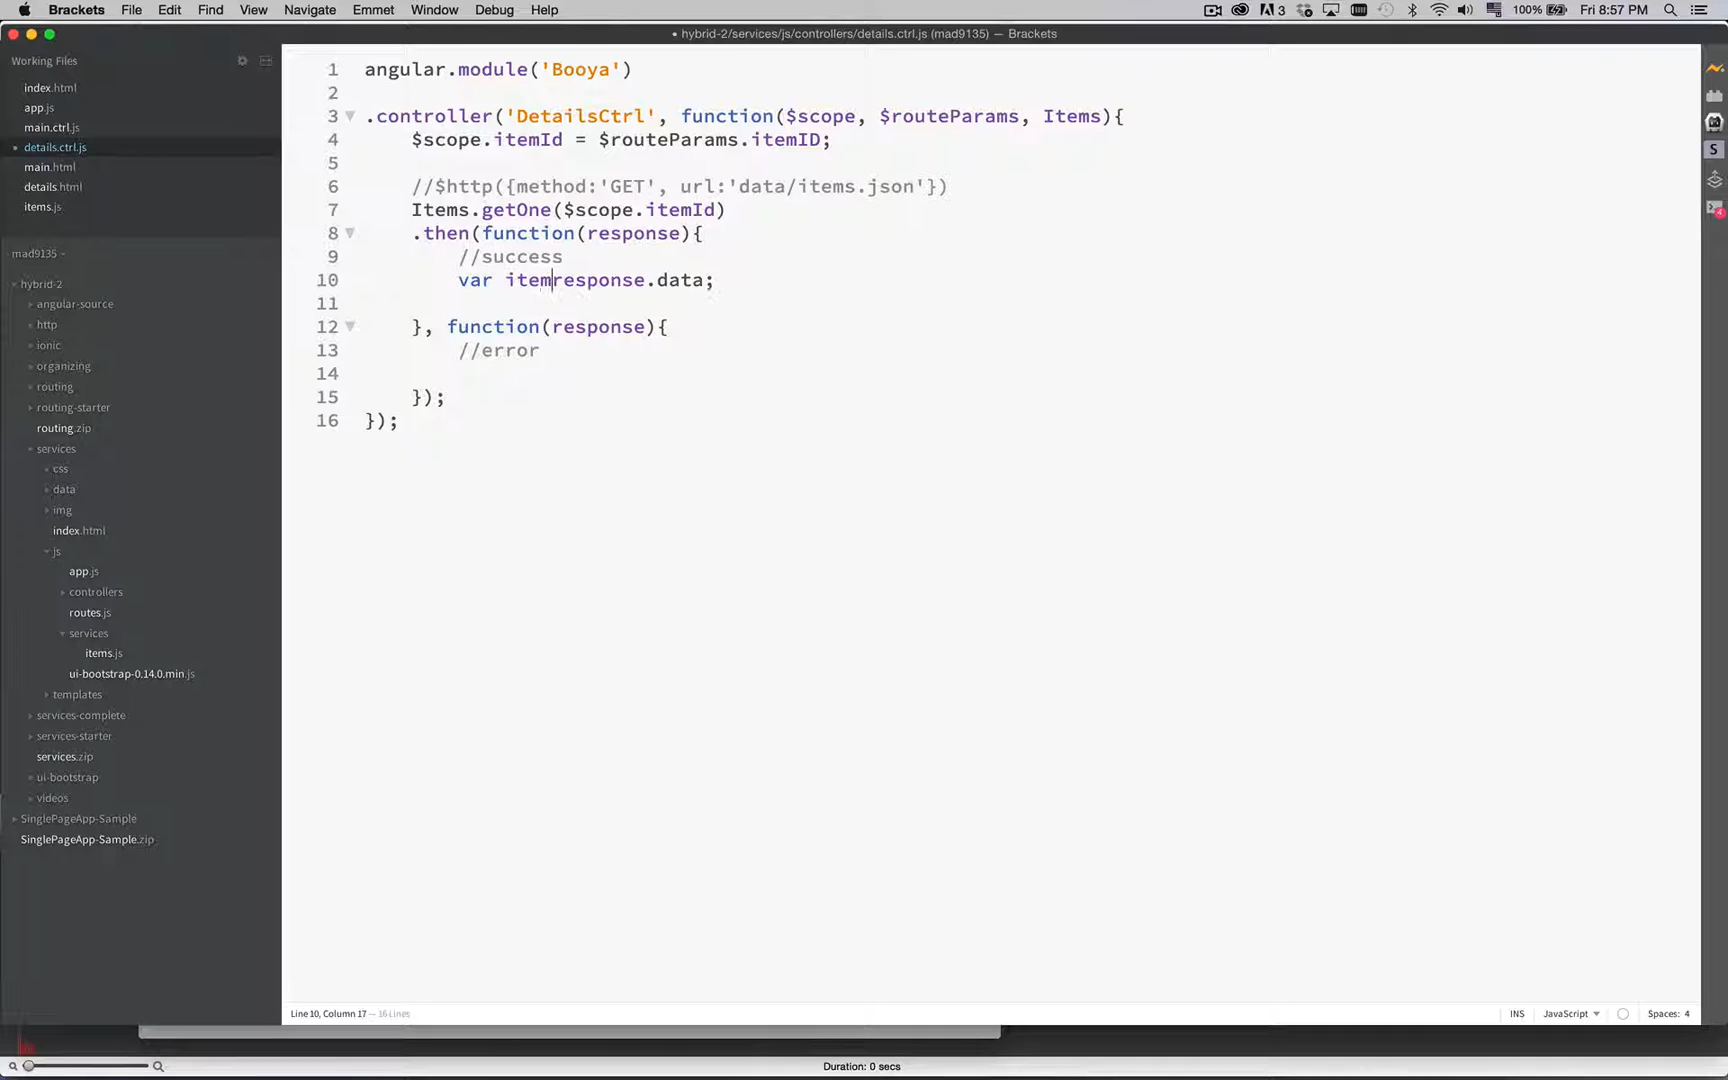 Brackets File Edit Find View Navigate Emmet Window Debug Help 3 100% Fri 8:57 PM
• hybrid-2/services/js/controllers/details.ctrl.js (mad9135) — Brackets
Working Files
index.html
app.js
main.ctrl.js
details.ctrl.js
main.html
details.html
items.js
mad9135
hybrid-2
angular-source
http
ionic
organizing
routing
routing-starter
routing.zip
services
css
data
img
index.html
js
app.js
controllers
routes.js
services
items.js
ui-bootstrap-0.14.0.min.js
templates
services-complete
services-starter
services.zip
ui-bootstrap
videos
SinglePageApp-Sample
SinglePageApp-Sample.zip
1 angular.module('Booya')
2
3 .controller('DetailsCtrl', function($scope, $routeParams, Items){
4 $scope.itemId = $routeParams.itemID;
5
6 //$http({method:'GET', url:'data/items.json'})
7 Items.getOne($scope.itemId)
8 .then(function(response){
9 //success
10 var itemresponse.data;
11
12 }, function(response){
13 //error
14
15 });
16 });
S
4
Line 10, Column 17 — 16 Lines
INS JavaScript Spaces: 4
Duration: 0 secs